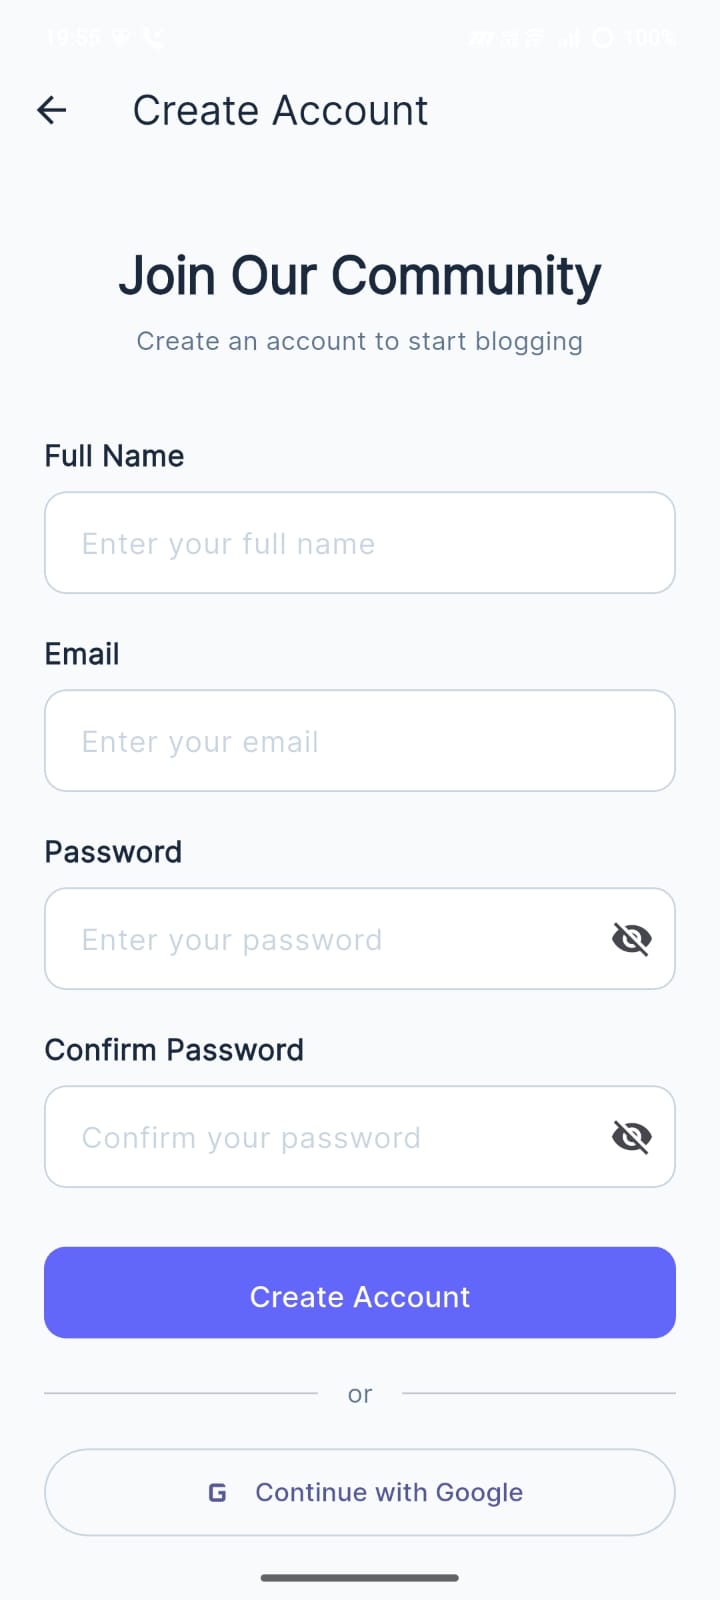 19:55 100%
Create Account
Join Our Community
Create an account to start blogging
Full Name
Enter your full name
Email
Enter your email
Password
Enter your password
Confirm Password
Confirm your password
Create Account
or
G Continue with Google